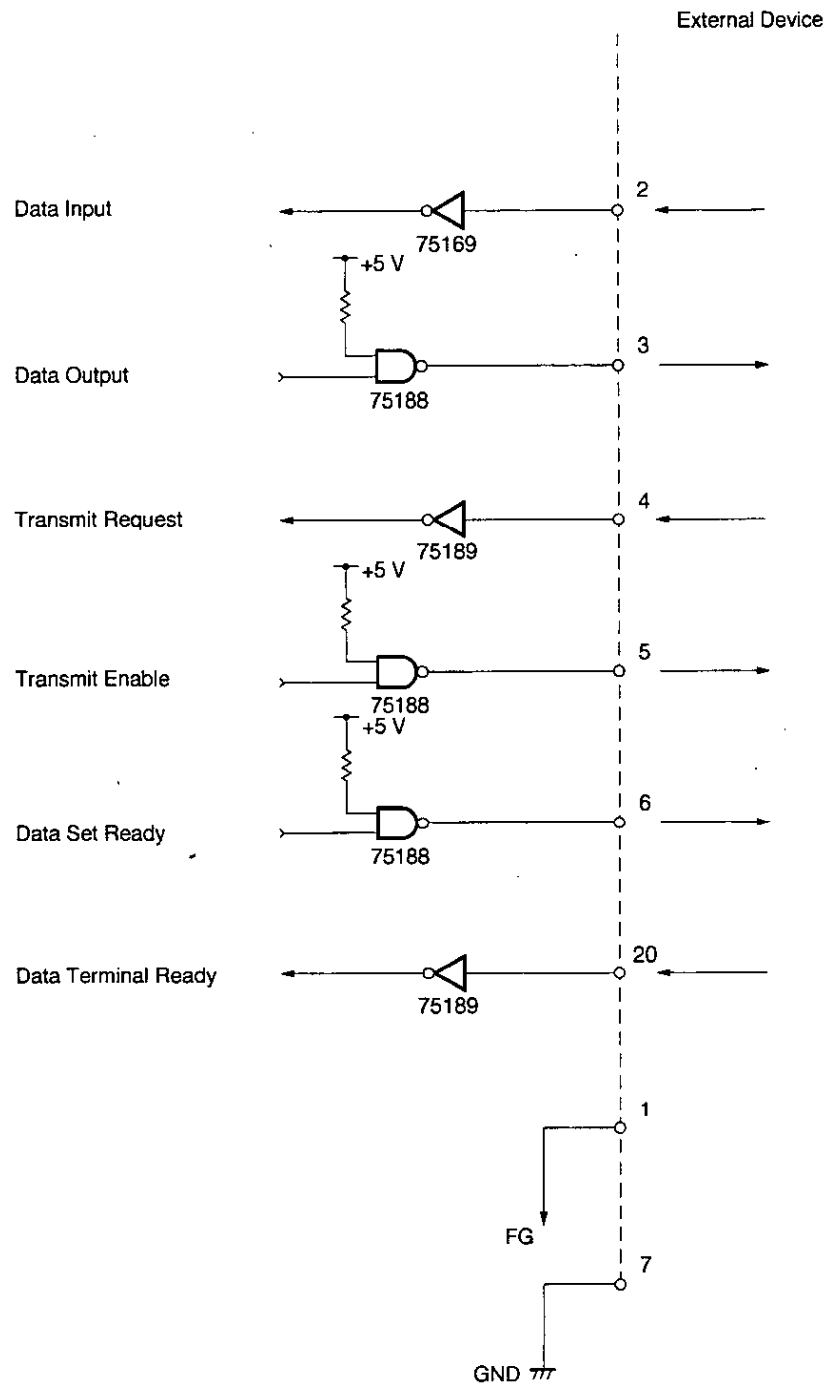 External Device
2
Data Input
75169
+5 V
3
Data Output
75188
4
Transmit Request
75189
+5 V
5
Transmit Enable
75188
+5 V
6
Data Set Ready
75188
20
Data Terminal Ready
75189
1
FG
7
GND